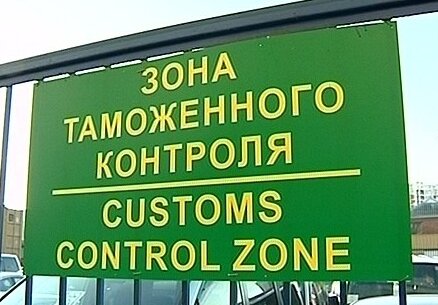 ЗОНА
ТАМОЖЕННОГО
КОНТРОЛЯ
CUSTOMS
CONTROL ZONE